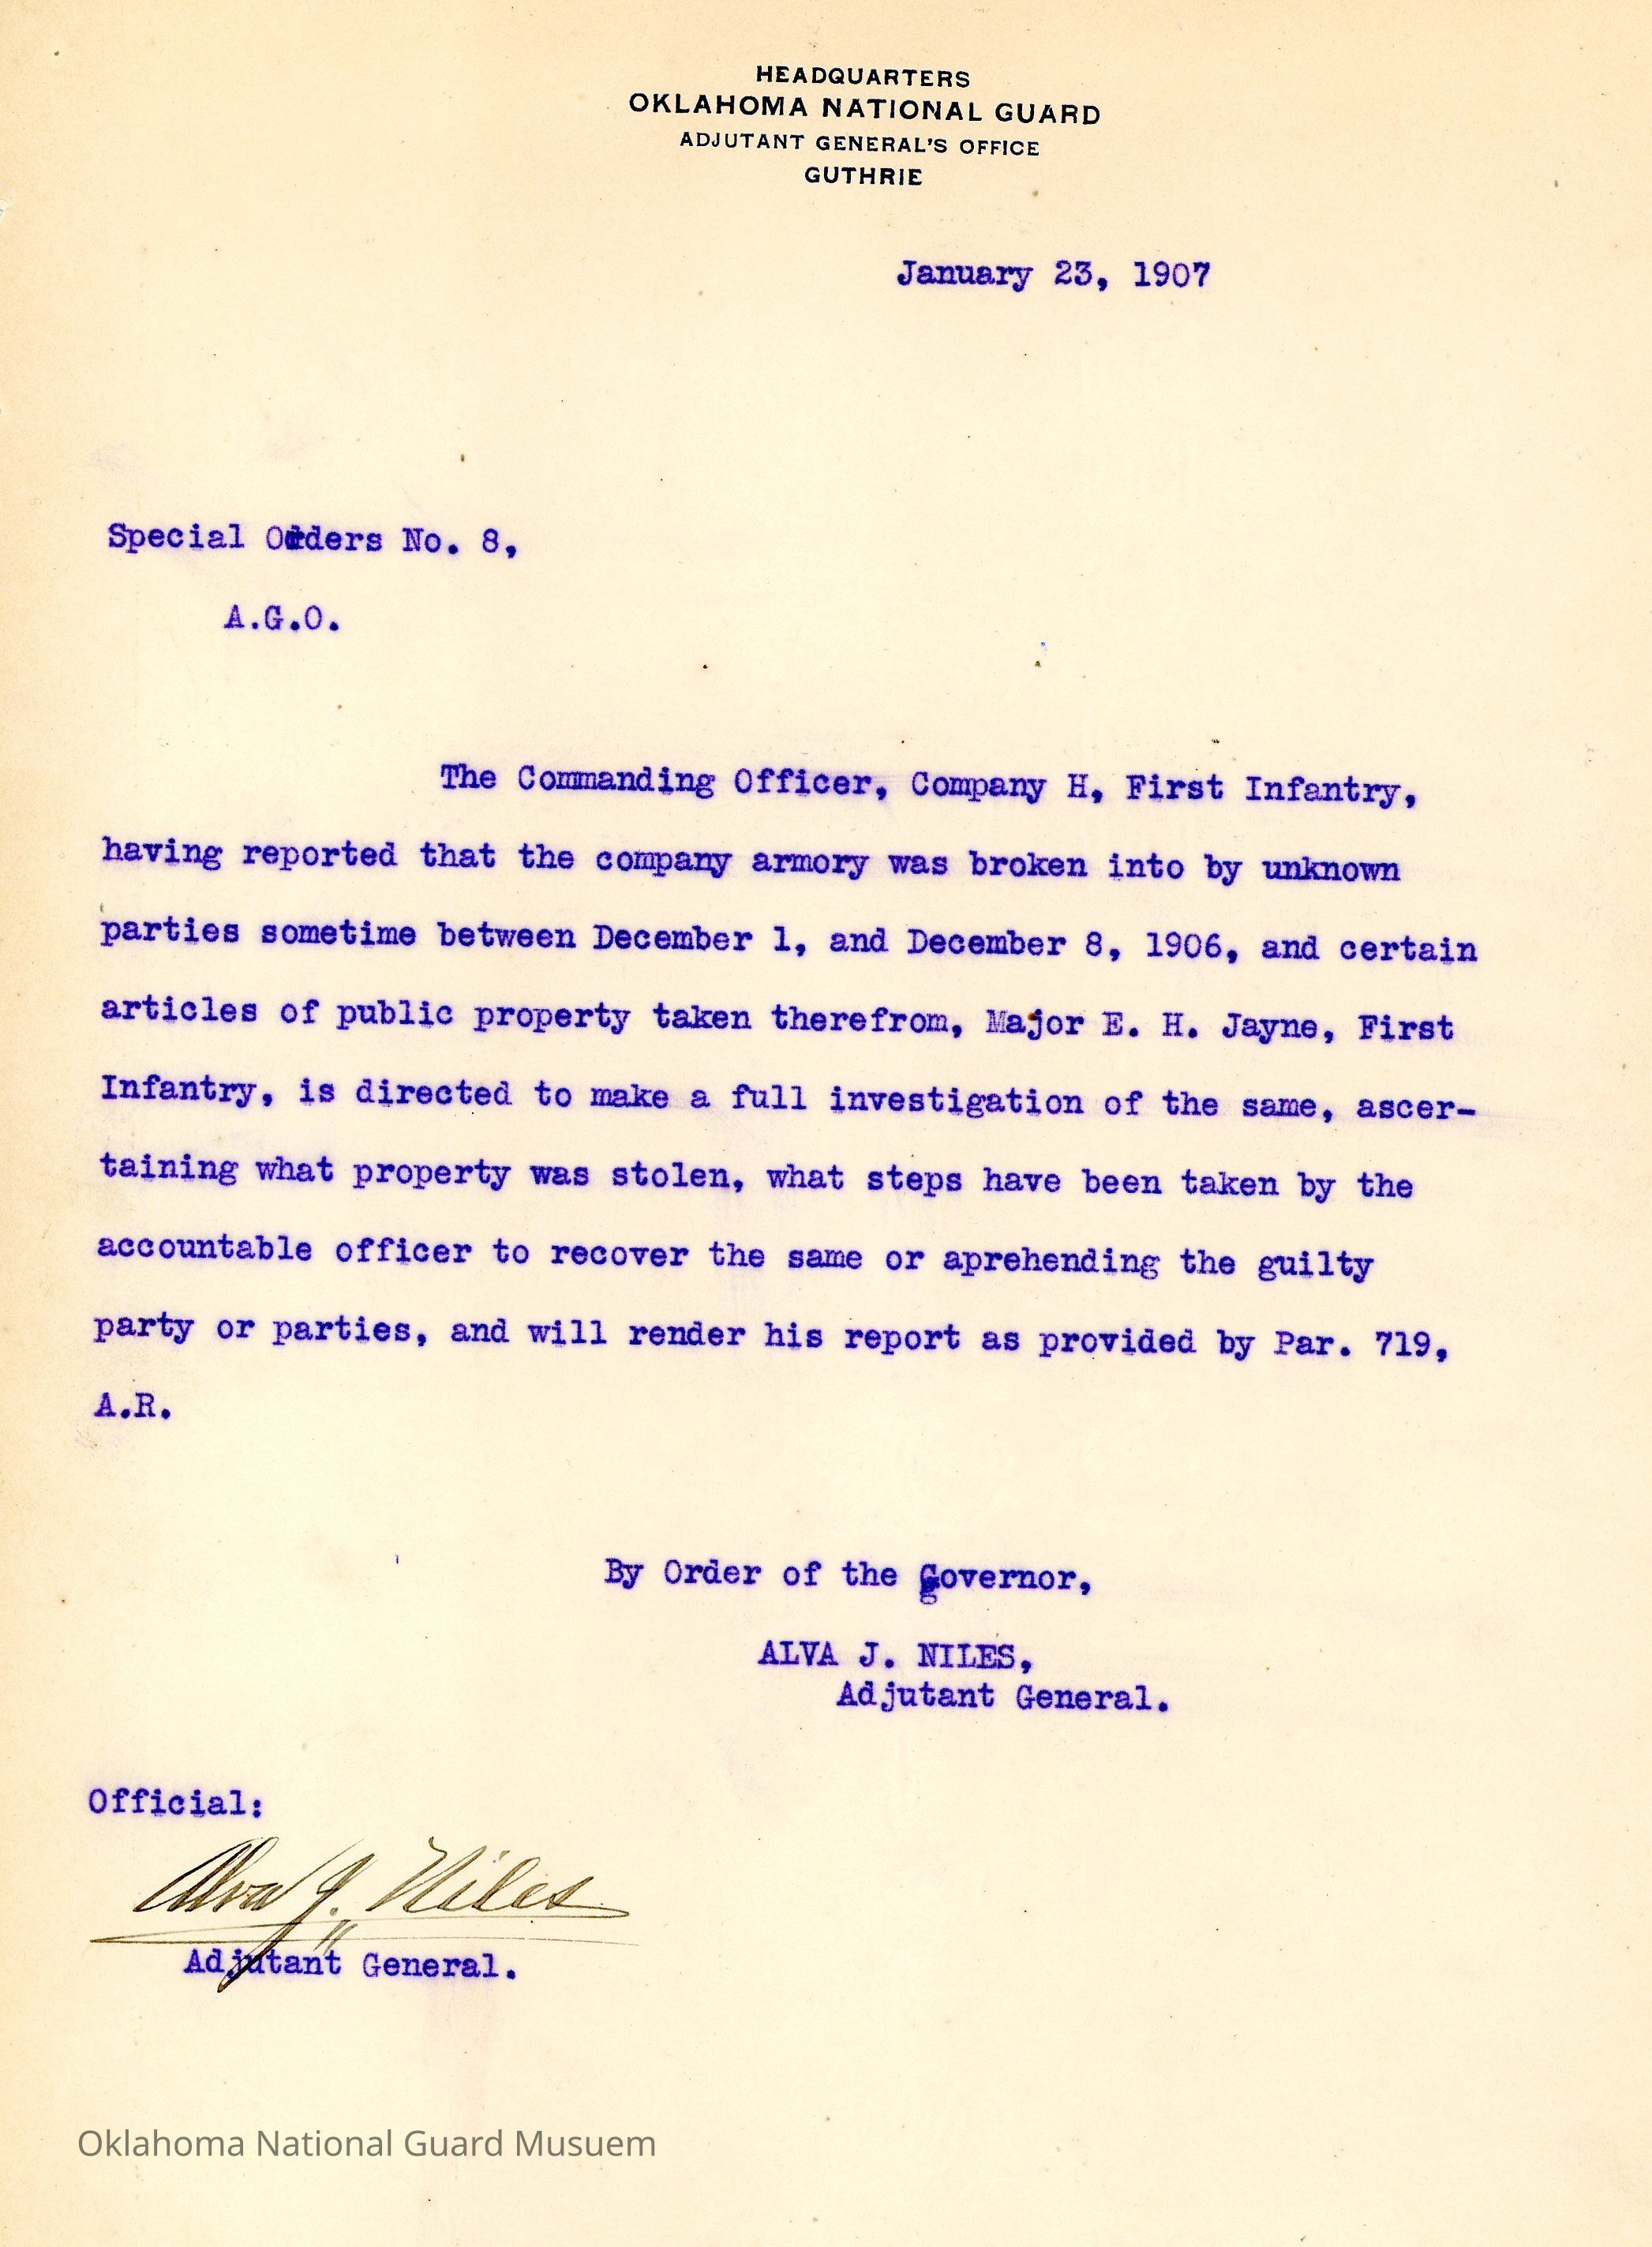 HEADQUARTERS
OKLAHOMA NATIONAL GUARD
ADJUTANT GENERAL'S OFFICE
GUTHRIE
January 23, 1907
Special Orders No. 8,
A.G.O.
The Commanding Officer, Company H, First Infantry,
having reported that the company armory was broken into by unknown
parties sometime between December 1, and December 8, 1906, and certain
articles of public property taken therefrom, Major E. H. Jayne, First
Infantry, is directed to make a full investigation of the same, ascer-
taining what property was stolen, what steps have been taken by the
accountable officer to recover the same or aprehending the guilty
party or parties, and will render his report as provided by Par. 719,
A.R.
By Order of the Governor,
ALVA J. NILES,
Adjutant General.
Official:
Alva J. Niles
Adjutant General.
Oklahoma National Guard Musuem